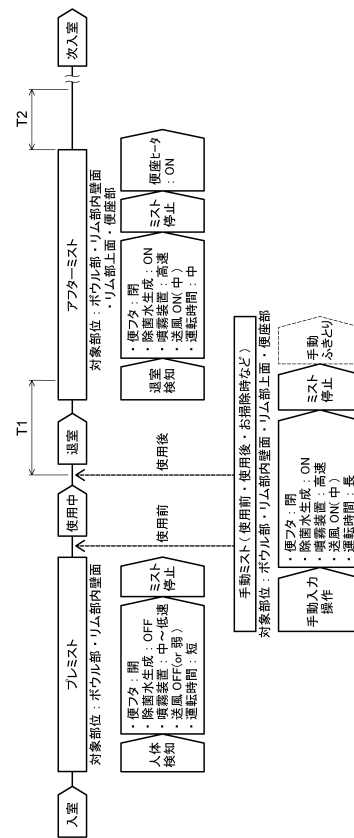 入室
プレミスト
使用中
退室
アフターミスト
次入室
T1
T2
対象部位：ボウル部・リム部内壁面
人体
検知
・便フタ：開
・除菌水生成：OFF
・噴霧装置：中～低速
・送風 OFF(or 弱)
・運転時間：短
ミスト
停止
対象部位：ボウル部・リム部内壁面
・リム部上面・便座部
退室
検知
・便フタ：閉
・除菌水生成：ON
・噴霧装置：高速
・送風 ON(中)
・運転時間：中
ミスト
停止
便座ヒータ
：ON
使用前
使用後
手動ミスト(使用前・使用後・お掃除時など)
対象部位：ボウル部・リム部内壁面・リム部上面・便座部
手動入力
操作
・便フタ：閉
・除菌水生成：ON
・噴霧装置：高速
・送風 ON(中)
・運転時間：長
ミスト
停止
手動
ふきとり